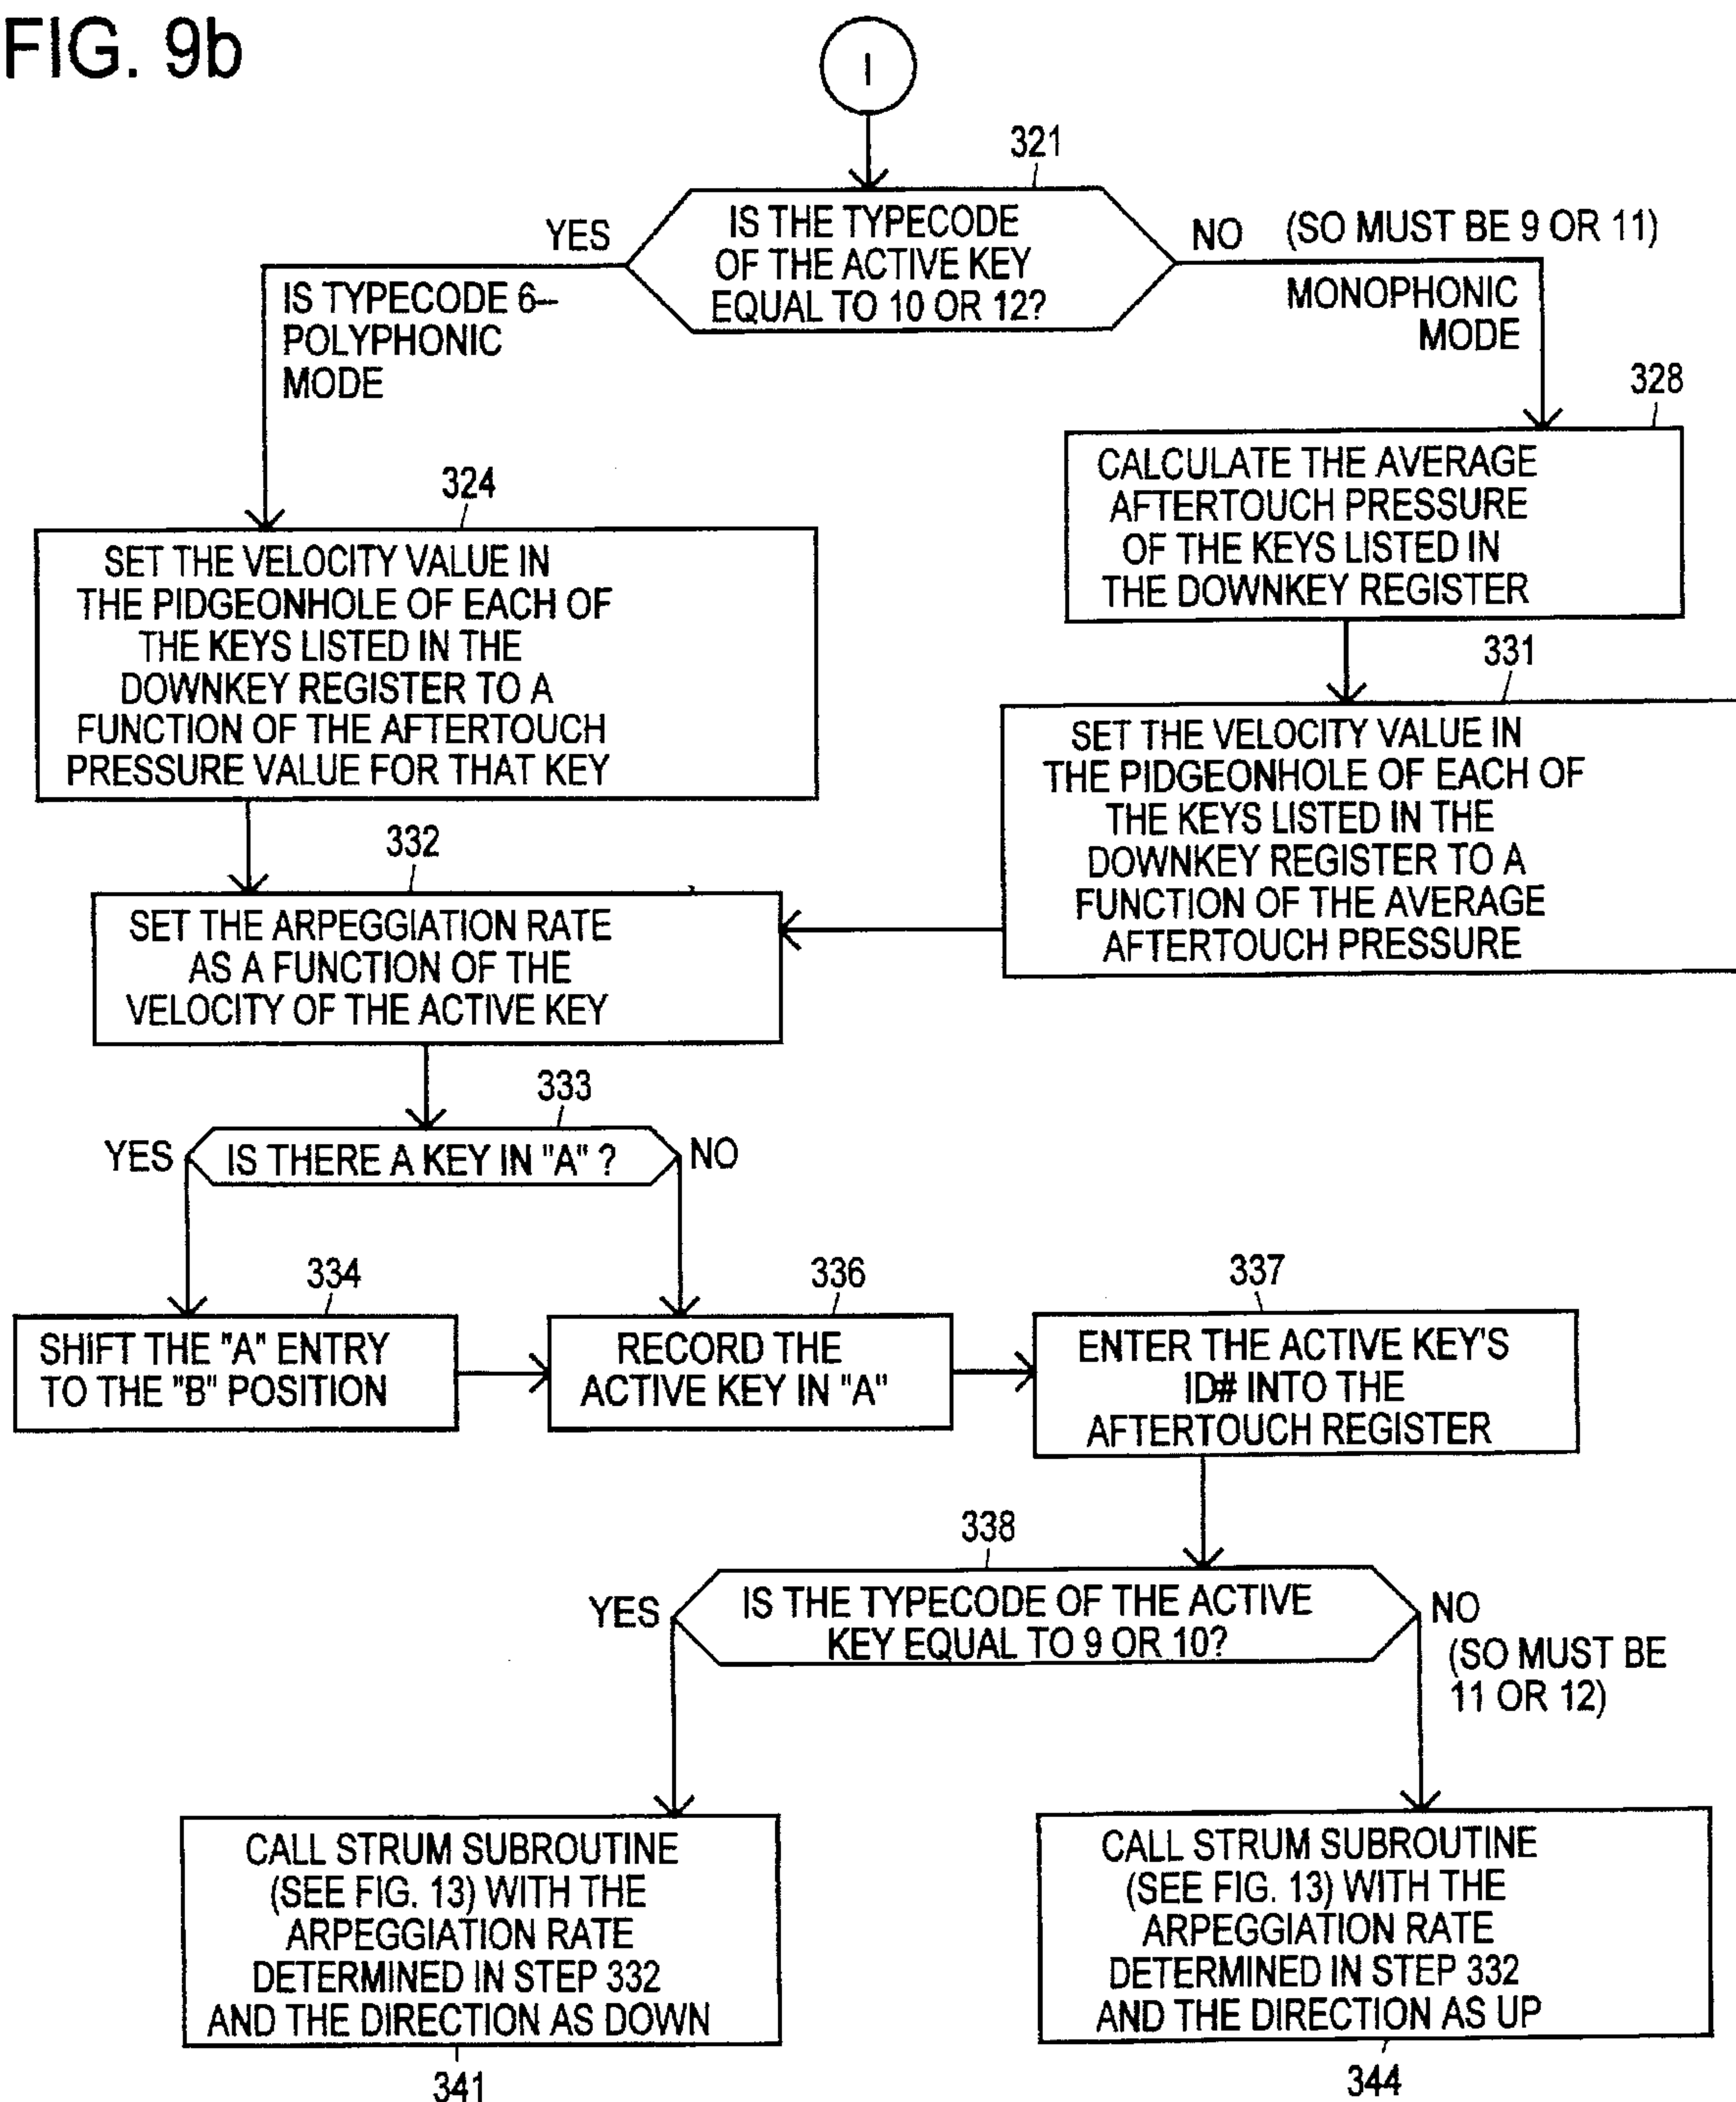 FIG. 9b
I
321
IS THE TYPECODE
OF THE ACTIVE KEY
EQUAL TO 10 OR 12?
YES
NO (SO MUST BE 9 OR 11)
IS TYPECODE 6–
POLYPHONIC
MODE
MONOPHONIC
MODE
328
CALCULATE THE AVERAGE
AFTERTOUCH PRESSURE
OF THE KEYS LISTED IN
THE DOWNKEY REGISTER
324
SET THE VELOCITY VALUE IN
THE PIDGEONHOLE OF EACH OF
THE KEYS LISTED IN THE
DOWNKEY REGISTER TO A
FUNCTION OF THE AFTERTOUCH
PRESSURE VALUE FOR THAT KEY
331
SET THE VELOCITY VALUE IN
THE PIDGEONHOLE OF EACH OF
THE KEYS LISTED IN THE
DOWNKEY REGISTER TO A
FUNCTION OF THE AVERAGE
AFTERTOUCH PRESSURE
332
SET THE ARPEGGIATION RATE
AS A FUNCTION OF THE
VELOCITY OF THE ACTIVE KEY
333
YES
IS THERE A KEY IN "A" ?
NO
334
SHIFT THE "A" ENTRY
TO THE "B" POSITION
336
RECORD THE
ACTIVE KEY IN "A"
337
ENTER THE ACTIVE KEY'S
ID# INTO THE
AFTERTOUCH REGISTER
338
YES
IS THE TYPECODE OF THE ACTIVE
KEY EQUAL TO 9 OR 10?
NO
(SO MUST BE
11 OR 12)
CALL STRUM SUBROUTINE
(SEE FIG. 13) WITH THE
ARPEGGIATION RATE
DETERMINED IN STEP 332
AND THE DIRECTION AS DOWN
341
CALL STRUM SUBROUTINE
(SEE FIG. 13) WITH THE
ARPEGGIATION RATE
DETERMINED IN STEP 332
AND THE DIRECTION AS UP
344